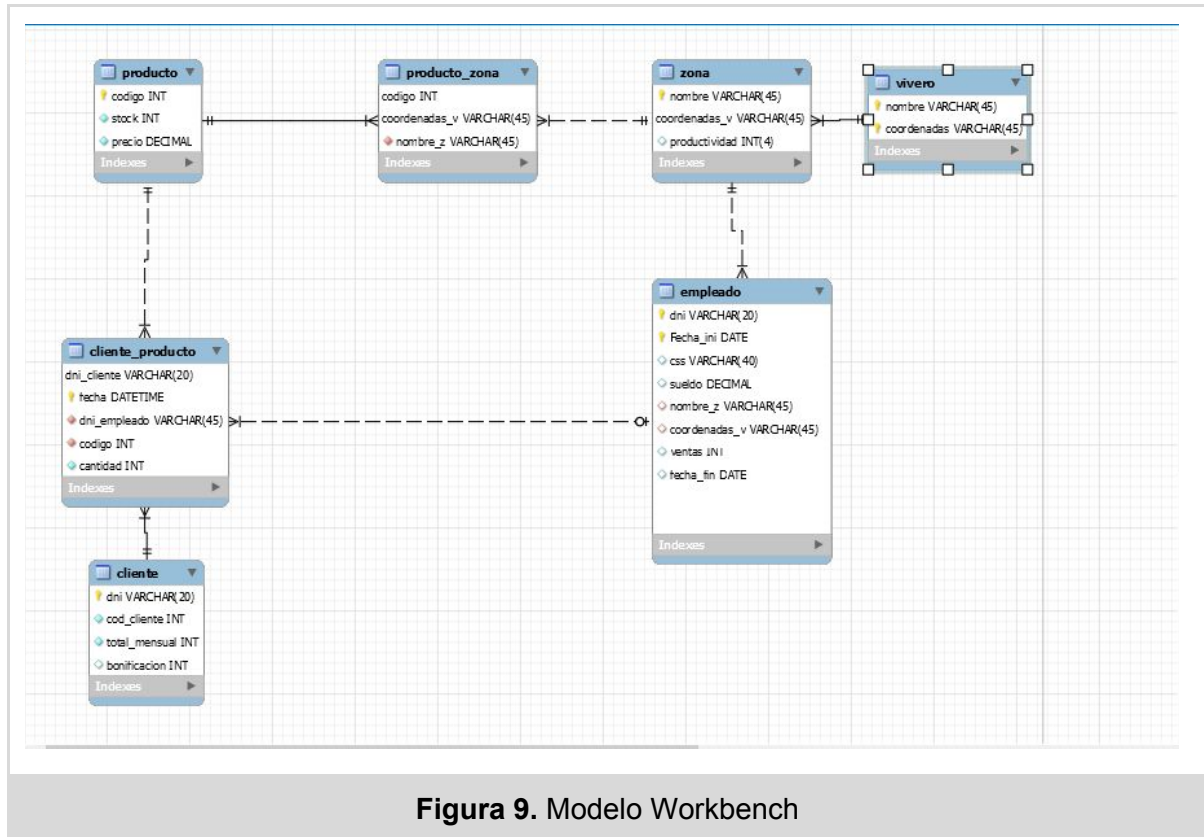 producto
codigo INT
stock INT
precio DECIMAL
Indexes
producto_zona
codigo INT
coordenadas_v VARCHAR(45)
nombre_z VARCHAR(45)
Indexes
zona
nombre VARCHAR(45)
coordenadas_v VARCHAR(45)
productividad INT(4)
Indexes
vivero
nombre VARCHAR(45)
coordenadas VARCHAR(45)
Indexes
cliente_producto
dni_cliente VARCHAR(20)
fecha DATETIME
dni_empleado VARCHAR(45)
codigo INT
cantidad INT
Indexes
empleado
dni VARCHAR(20)
Fecha_ini DATE
css VARCHAR(40)
sueldo DECIMAL
nombre_z VARCHAR(45)
coordenadas_v VARCHAR(45)
ventas INT
fecha_fin DATE
Indexes
cliente
dni VARCHAR(20)
cod_cliente INT
total_mensual INT
bonificacion INT
Indexes
Figura 9. Modelo Workbench